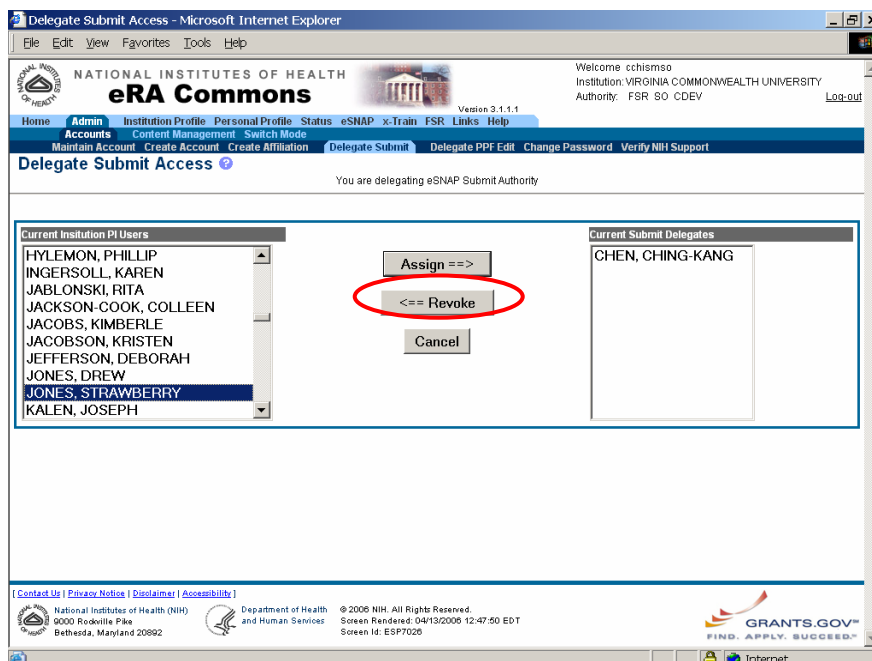 Delegate Submit Access - Microsoft Internet Explorer
File Edit View Favorites Tools Help
NATIONAL INSTITUTES OF HEALTH
NATIONAL INSTITUTES OF HEALTH
eRA Commons
Version 3.1.1.1
Welcome cchismso
Institution: VIRGINIA COMMONWEALTH UNIVERSITY
Authority: FSR SO CDEV
Log-out
Home Admin Institution Profile Personal Profile Status eSNAP x-Train FSR Links Help
Accounts Content Management Switch Mode
Maintain Account Create Account Create Affiliation Delegate Submit Delegate PPF Edit Change Password Verify NIH Support
Delegate Submit Access ?
You are delegating eSNAP Submit Authority
Current Insitution PI Users
HYLEMON, PHILLIP
INGERSOLL, KAREN
JABLONSKI, RITA
JACKSON-COOK, COLLEEN
JACOBS, KIMBERLE
JACOBSON, KRISTEN
JEFFERSON, DEBORAH
JONES, DREW
JONES, STRAWBERRY
KALEN, JOSEPH
Assign ==>
<== Revoke
Cancel
Current Submit Delegates
CHEN, CHING-KANG
[ Contact Us | Privacy Notice | Disclaimer | Accessibility ]
National Institutes of Health (NIH)
9000 Rockville Pike
Bethesda, Maryland 20892
Department of Health
and Human Services
© 2006 NIH. All Rights Reserved.
Screen Rendered: 04/13/2006 12:47:50 EDT
Screen Id: ESP7026
GRANTS.GOV℠
FIND. APPLY. SUCCEED.℠
Internet